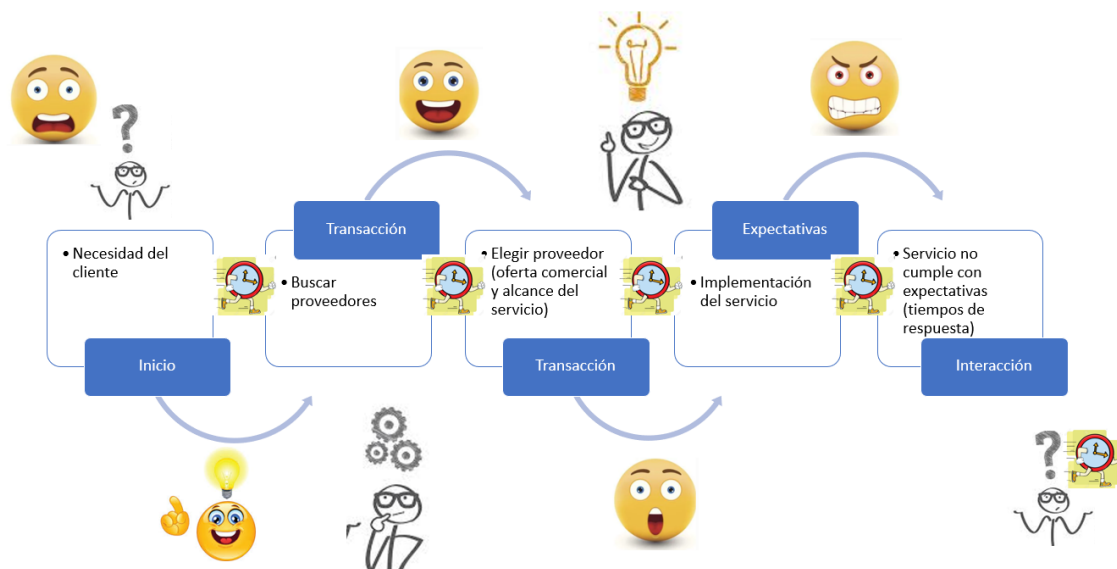 • Necesidad del
cliente
Inicio
Transacción
• Buscar
proveedores
• Elegir proveedor
(oferta comercial
y alcance del
servicio)
Transacción
Expectativas
• Implementación
del servicio
• Servicio no
cumple con
expectativas
(tiempos de
respuesta)
Interacción